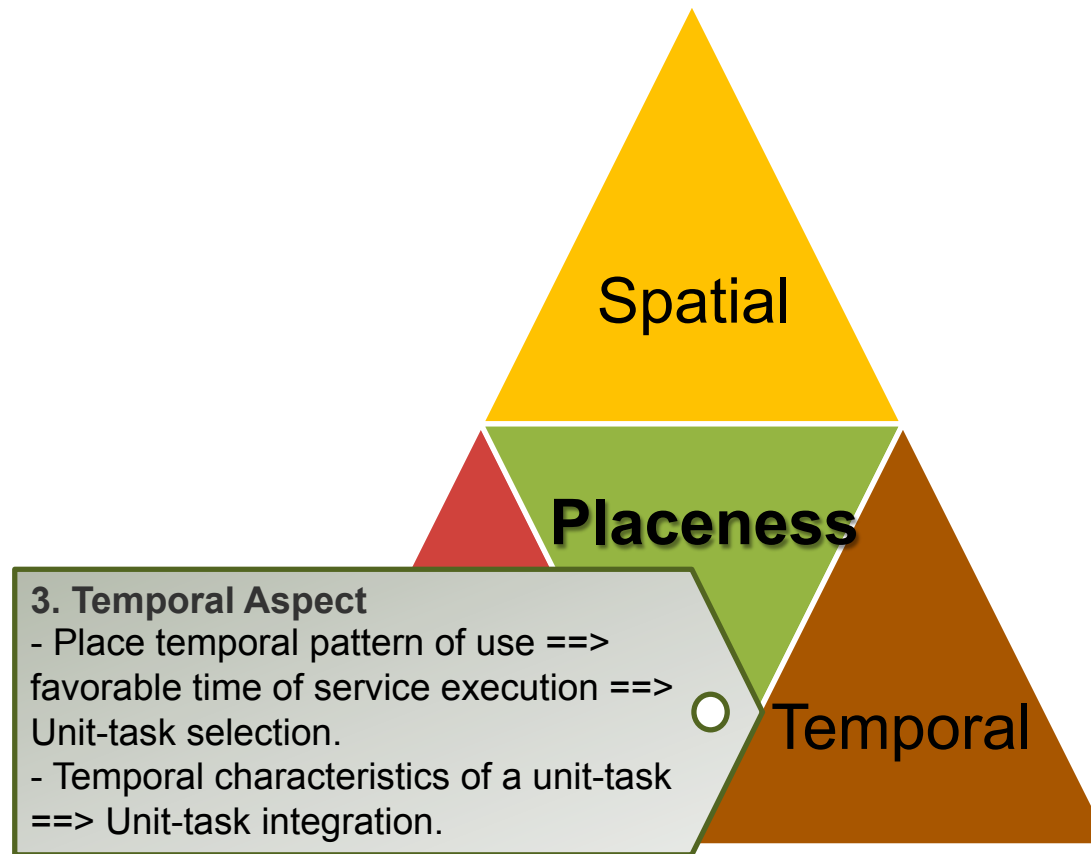 Spatial
Placeness
3. Temporal Aspect
- Place temporal pattern of use ==>
favorable time of service execution ==>
Unit-task selection.
- Temporal characteristics of a unit-task
==> Unit-task integration.
Temporal